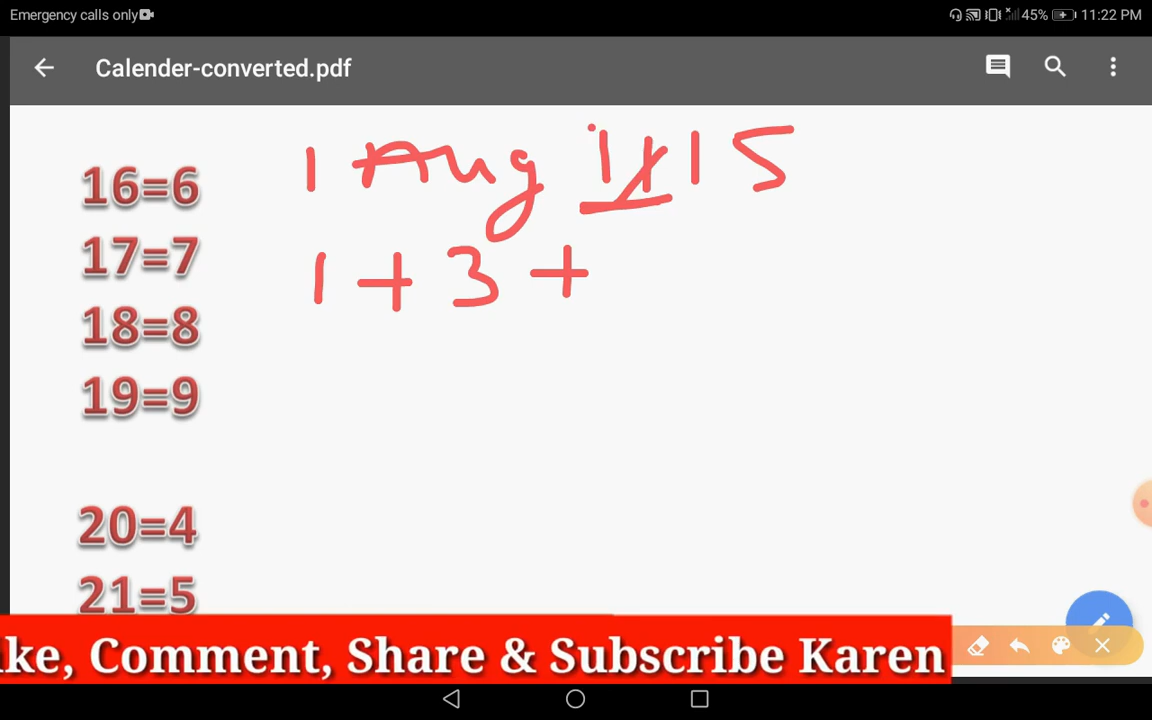 Emergency calls only 45% 11:22 PM
Calender-converted.pdf
16=6
17=7
18=8
19=9
20=4
21=5
1 Aug 1115
1 + 3 +
ke, Comment, Share & Subscribe Karen